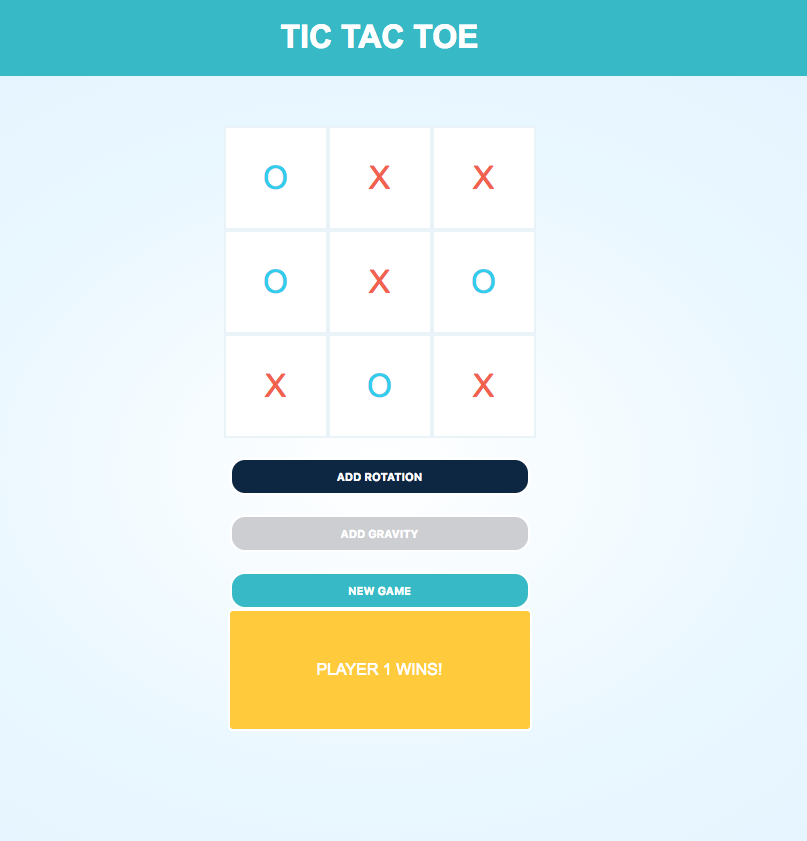 TIC TAC TOE
O X X
O X O
X O X
ADD ROTATION
ADD GRAVITY
NEW GAME
PLAYER 1 WINS!